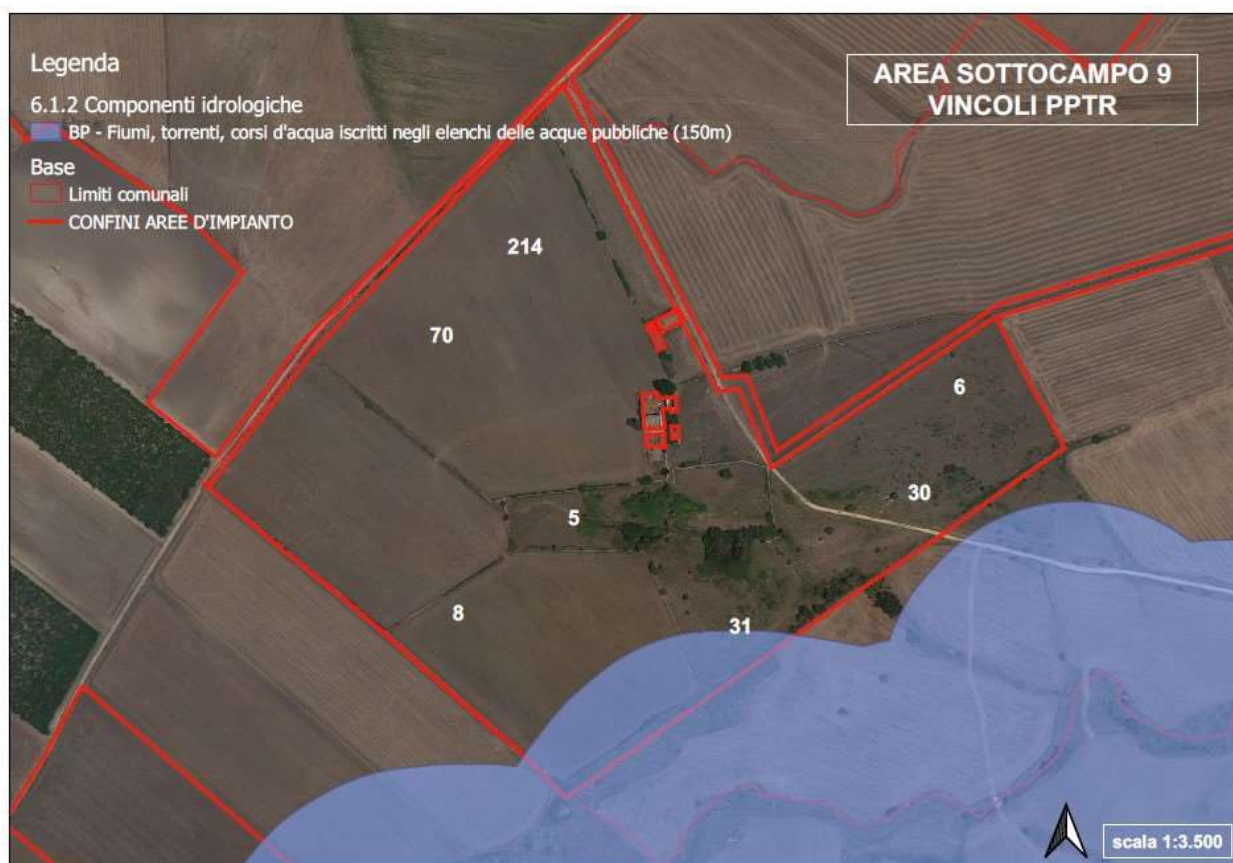 Legenda
6.1.2 Componenti idrologiche
BP - Fiumi, torrenti, corsi d'acqua iscritti negli elenchi delle acque pubbliche (150m)
Base
Limiti comunali
CONFINI AREE D'IMPIANTO
AREA SOTTOCAMPO 9
VINCOLI PPTR
214
70
6
30
5
8
31
scala 1:3.500